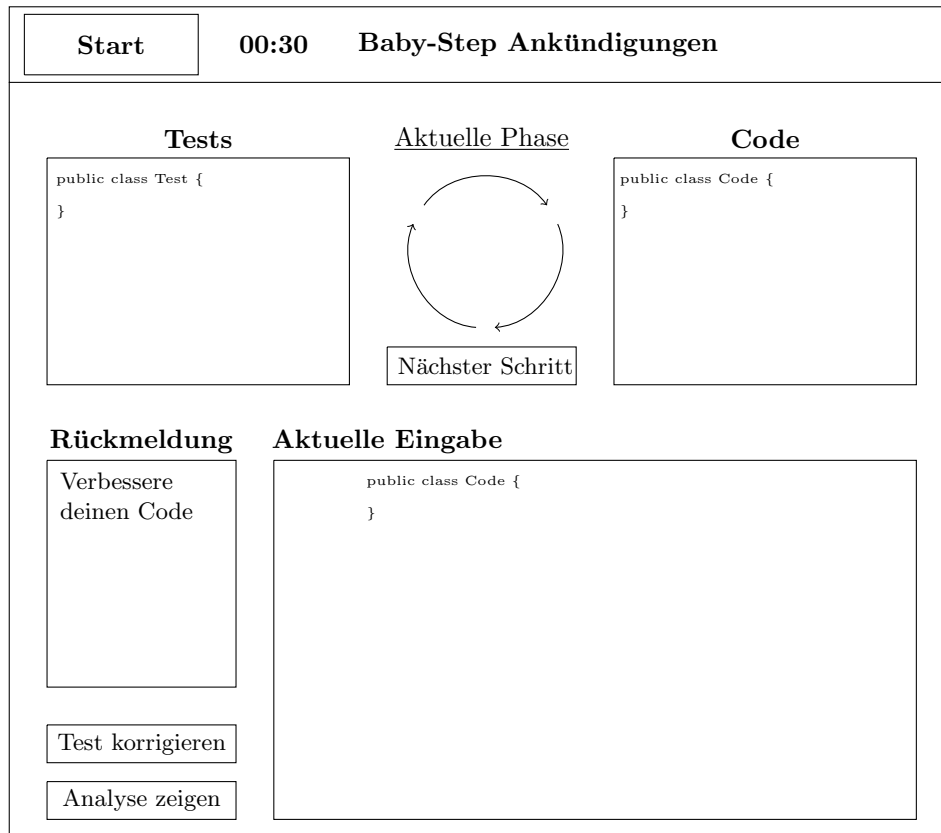 Start 00:30 Baby-Step Ankündigungen
Tests Aktuelle Phase Code
public class Test {
}
public class Code {
}
Nächster Schritt
Rückmeldung Aktuelle Eingabe
Verbessere
deinen Code
public class Code {
}
Test korrigieren
Analyse zeigen